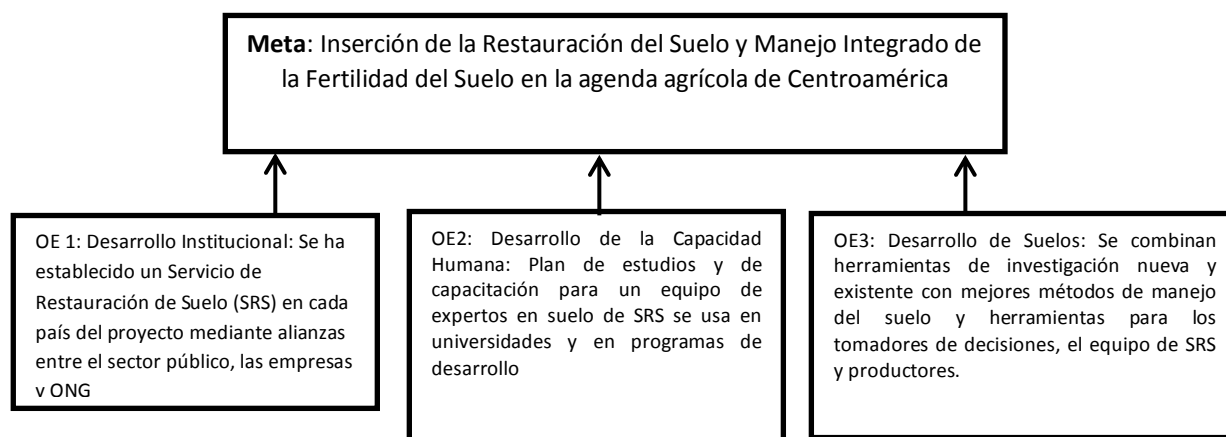 Meta: Inserción de la Restauración del Suelo y Manejo Integrado de
la Fertilidad del Suelo en la agenda agrícola de Centroamérica
OE 1: Desarrollo Institucional: Se ha
establecido un Servicio de
Restauración de Suelo (SRS) en cada
país del proyecto mediante alianzas
entre el sector público, las empresas
y ONG
OE2: Desarrollo de la Capacidad
Humana: Plan de estudios y de
capacitación para un equipo de
expertos en suelo de SRS se usa en
universidades y en programas de
desarrollo
OE3: Desarrollo de Suelos: Se combinan
herramientas de investigación nueva y
existente con mejores métodos de manejo
del suelo y herramientas para los
tomadores de decisiones, el equipo de SRS
y productores.